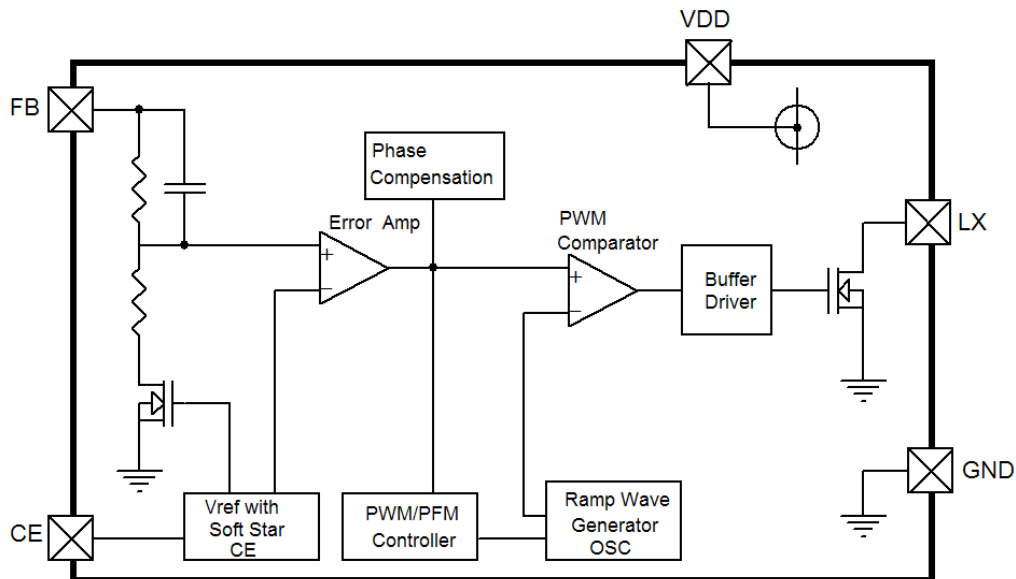 VDD
FB
Phase
Compensation
Error Amp
+
−
PWM
Comparator
+
−
Buffer
Driver
LX
GND
CE
Vref with
Soft Star
CE
PWM/PFM
Controller
Ramp Wave
Generator
OSC